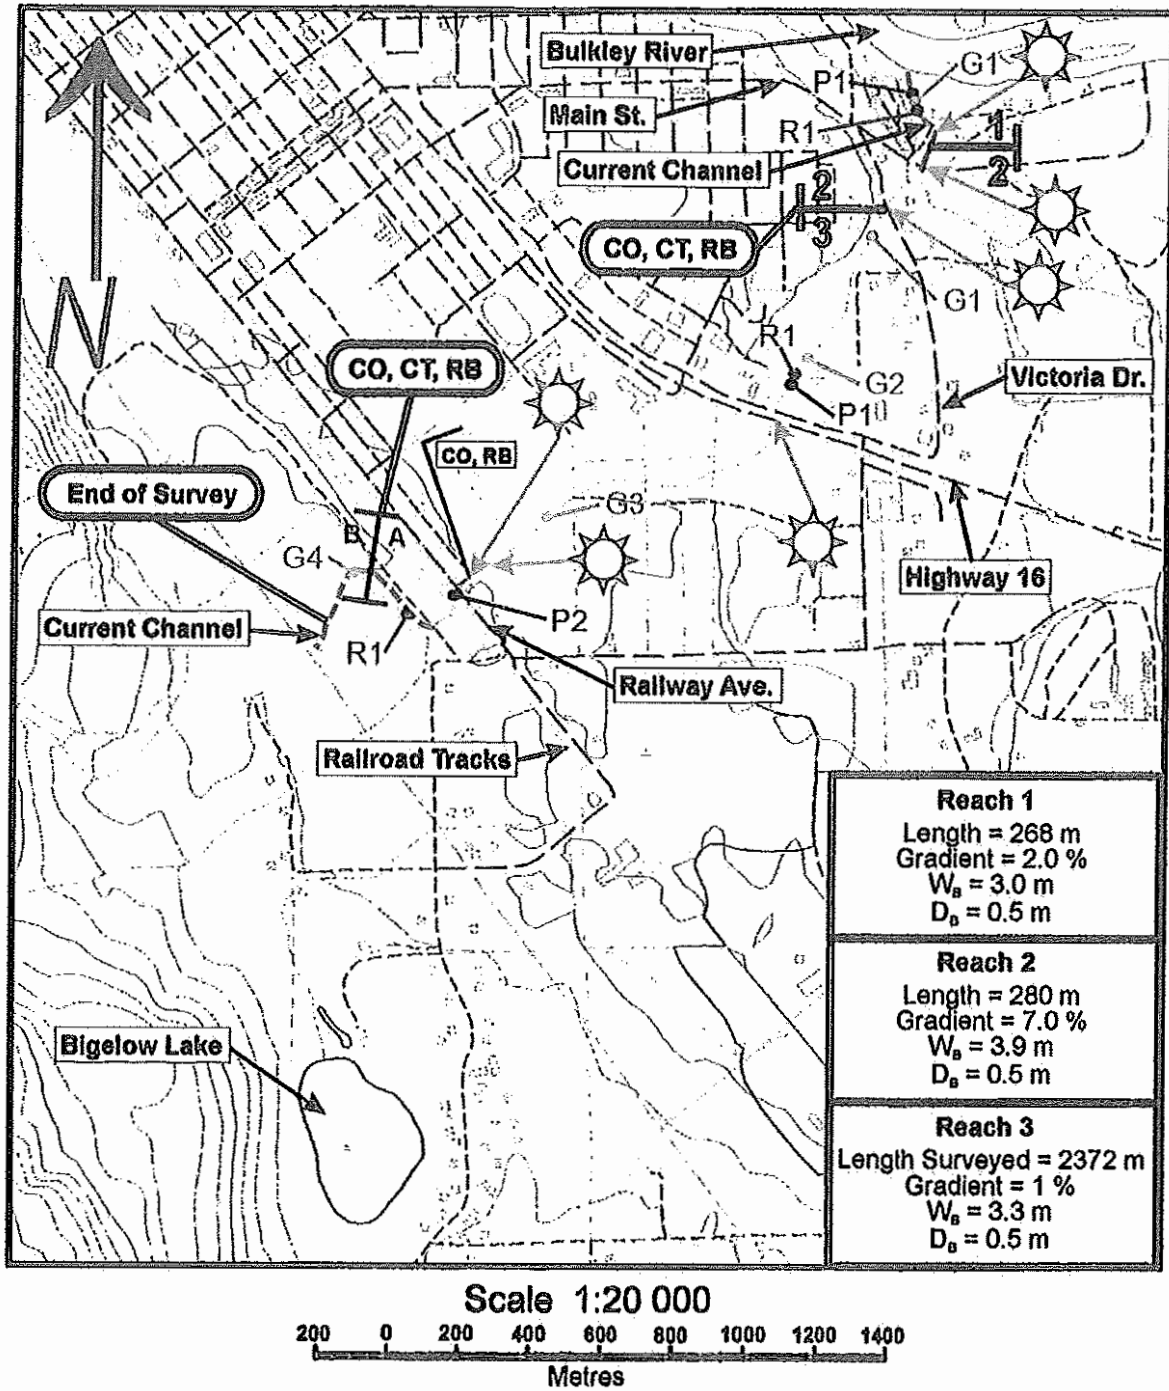 Bulkley River
G1
P1
Main St.
R1
1
Current Channel
2
2
3
CO, CT, RB
G1
R1
N
G2
Victoria Dr.
CO, CT, RB
P1
CO, RB
End of Survey
G3
B
A
G4
Highway 16
Current Channel
P2
R1
Railway Ave.
Railroad Tracks
Reach 1
Length = 268 m
Gradient = 2.0 %
WB = 3.0 m
DB = 0.5 m
Reach 2
Length = 280 m
Gradient = 7.0 %
WB = 3.9 m
DB = 0.5 m
Bigelow Lake
Reach 3
Length Surveyed = 2372 m
Gradient = 1 %
WB = 3.3 m
DB = 0.5 m
Scale 1:20 000
200 0 200 400 600 800 1000 1200 1400
Metres